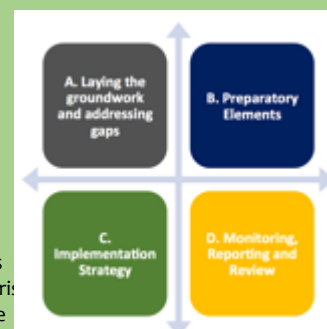 A. Laying the
groundwork
and addressing
gaps
B. Preparatory
Elements
C.
Implementation
Strategy
D. Monitoring,
Reporting and
Review